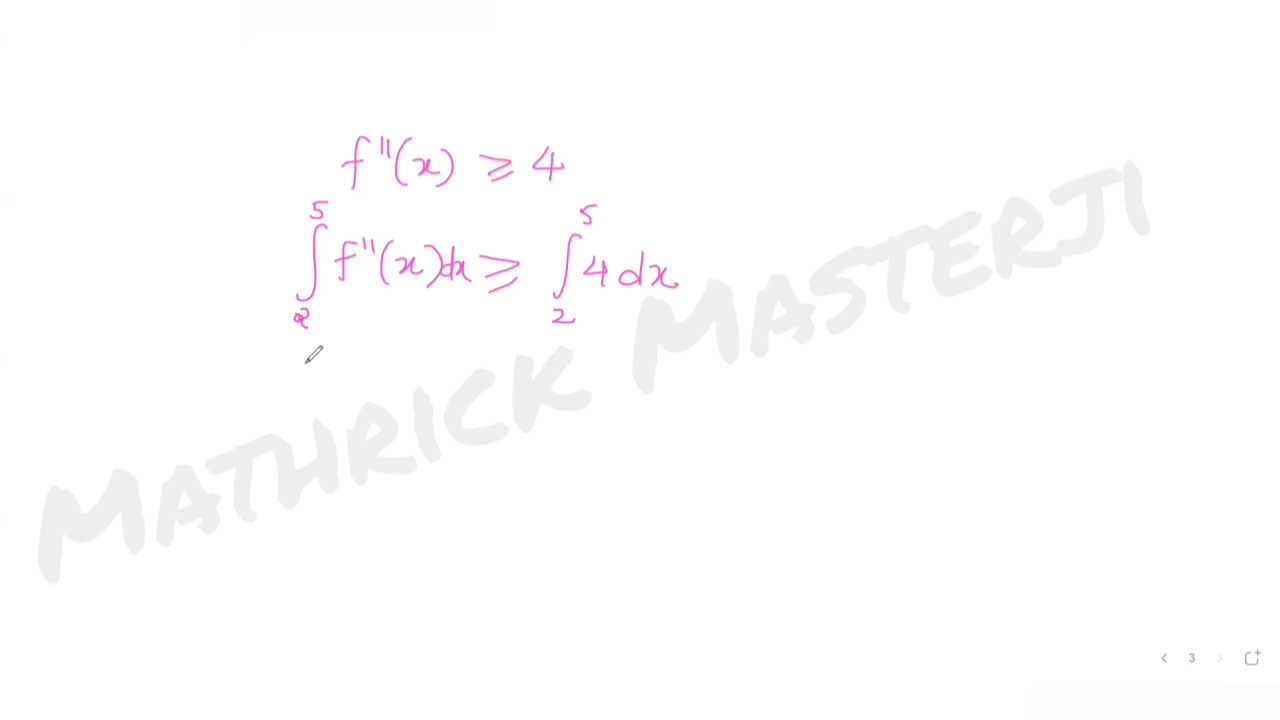 f''(x) ≥ 4
∫₂⁵ f''(x)dx ≥ ∫₂⁵ 4 dx
MATHRICK MASTERJI
3